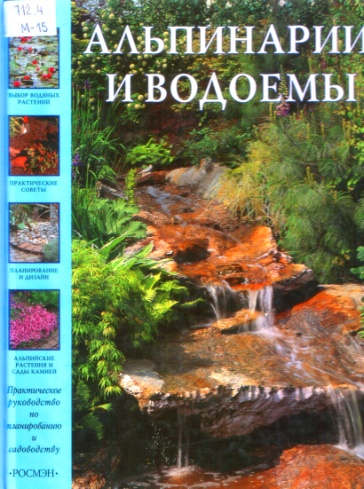 712.4
М-15
АЛЬПИНАРИИ
И ВОДОЕМЫ
ВЫБОР ВОДЯНЫХ
РАСТЕНИЙ
ПРАКТИЧЕСКИЕ
СОВЕТЫ
ПЛАНИРОВАНИЕ
И ДИЗАЙН
АЛЬПИЙСКИЕ
РАСТЕНИЯ И
САДЫ КАМНЕЙ
Практическое
руководство
по
планированию
и
садоводству
·РОСМЭН·